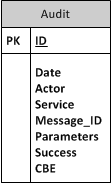 Audit
PK ID
Date
Actor
Service
Message_ID
Parameters
Success
CBE